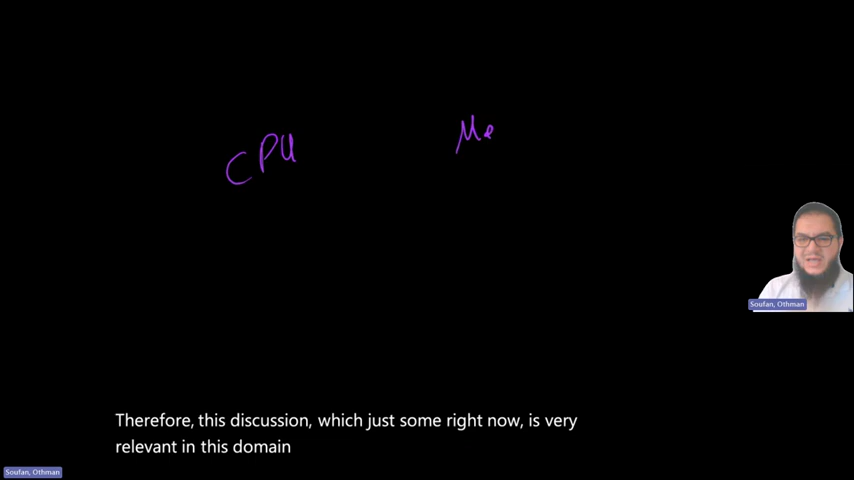 CPU
Me
Soufan, Othman
Therefore, this discussion, which just some right now, is very
relevant in this domain
Soufan, Othman